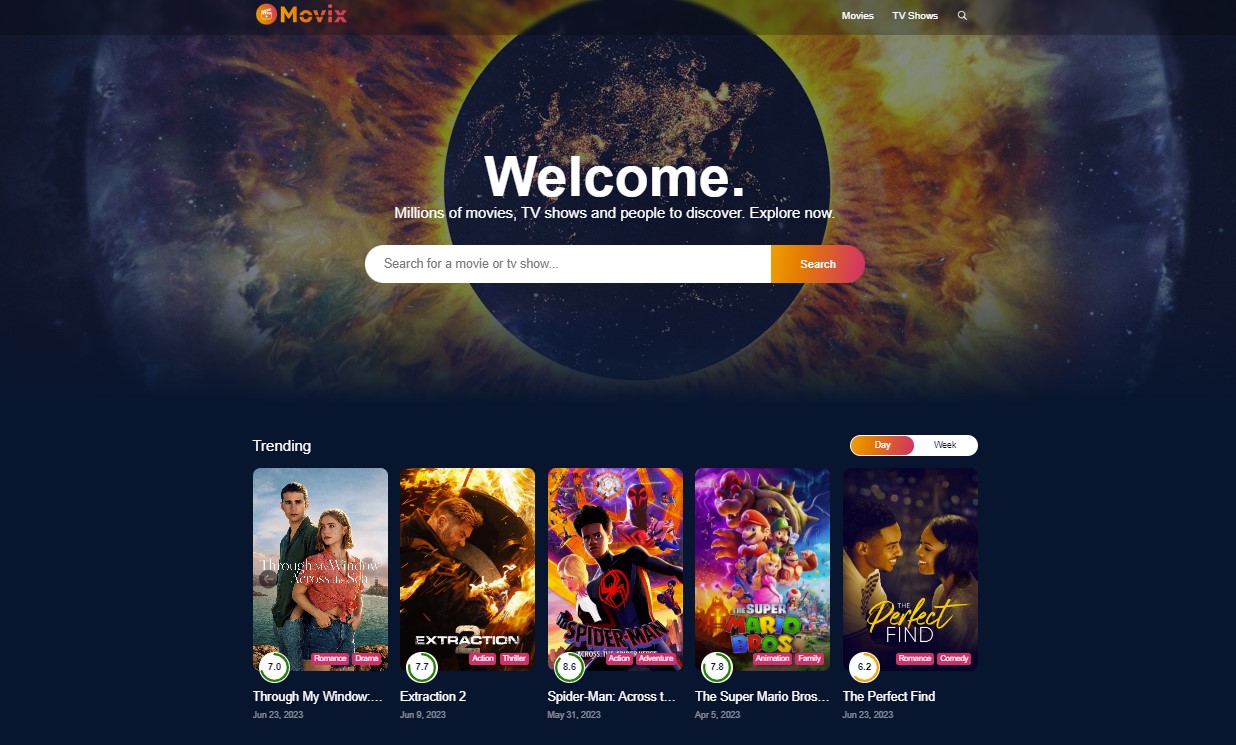 Movix
Movies TV Shows
Welcome.
Millions of movies, TV shows and people to discover. Explore now.
Search for a movie or tv show... Search
Trending Day Week
Through My Window
Across the Sea
7.0 Romance Drama
Through My Window:...
Jun 23, 2023
EXTRACTION
2
7.7 Action Thriller
Extraction 2
Jun 9, 2023
SPIDER-MAN
ACROSS THE SPIDER-VERSE
8.6 Action Adventure
Spider-Man: Across t...
May 31, 2023
THE SUPER
MARIO
BROS
7.8 Animation Family
The Super Mario Bros...
Apr 5, 2023
THE
Perfect
FIND
6.2 Romance Comedy
The Perfect Find
Jun 23, 2023